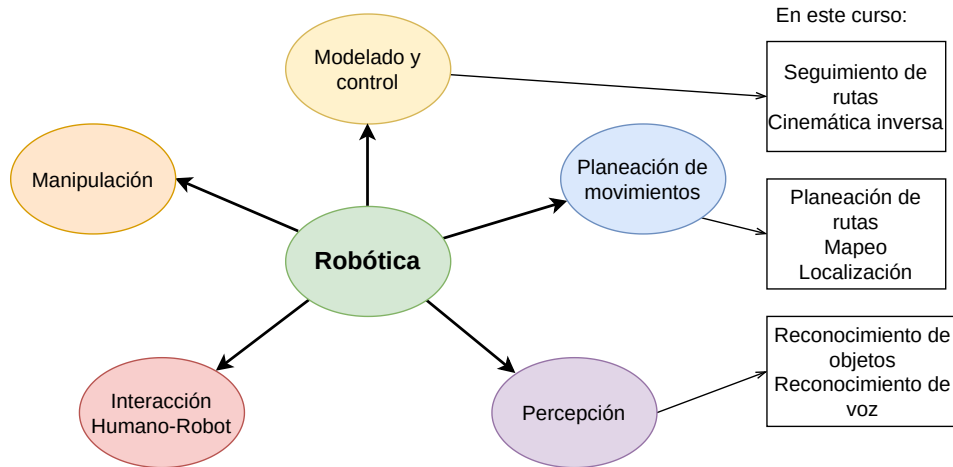 En este curso:
Modelado y
control
Seguimiento de
rutas
Cinemática inversa
Manipulación
Planeación de
movimientos
Planeación de
rutas
Mapeo
Localización
Robótica
Interacción
Humano-Robot
Percepción
Reconocimiento de
objetos
Reconocimiento de
voz